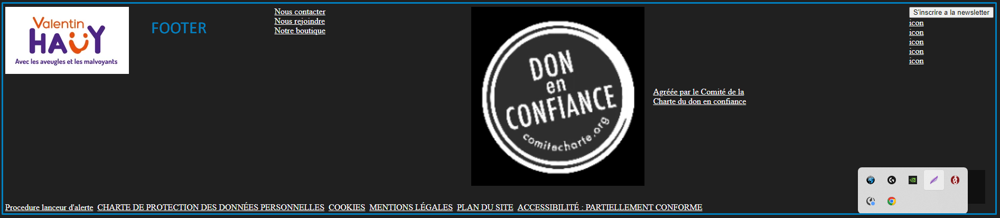 Valentin
HAÜY
Avec les aveugles et les malvoyants
FOOTER
Nous contacter
Nous rejoindre
Notre boutique
DON
en
CONFIANCE
comitecharte.org
Agréée par le Comité de la
Charte du don en confiance
S'inscrire a la newsletter
icon
icon
icon
icon
icon
Procedure lanceur d'alerte CHARTE DE PROTECTION DES DONNÉES PERSONNELLES COOKIES MENTIONS LÉGALES PLAN DU SITE ACCESSIBILITÉ : PARTIELLEMENT CONFORME